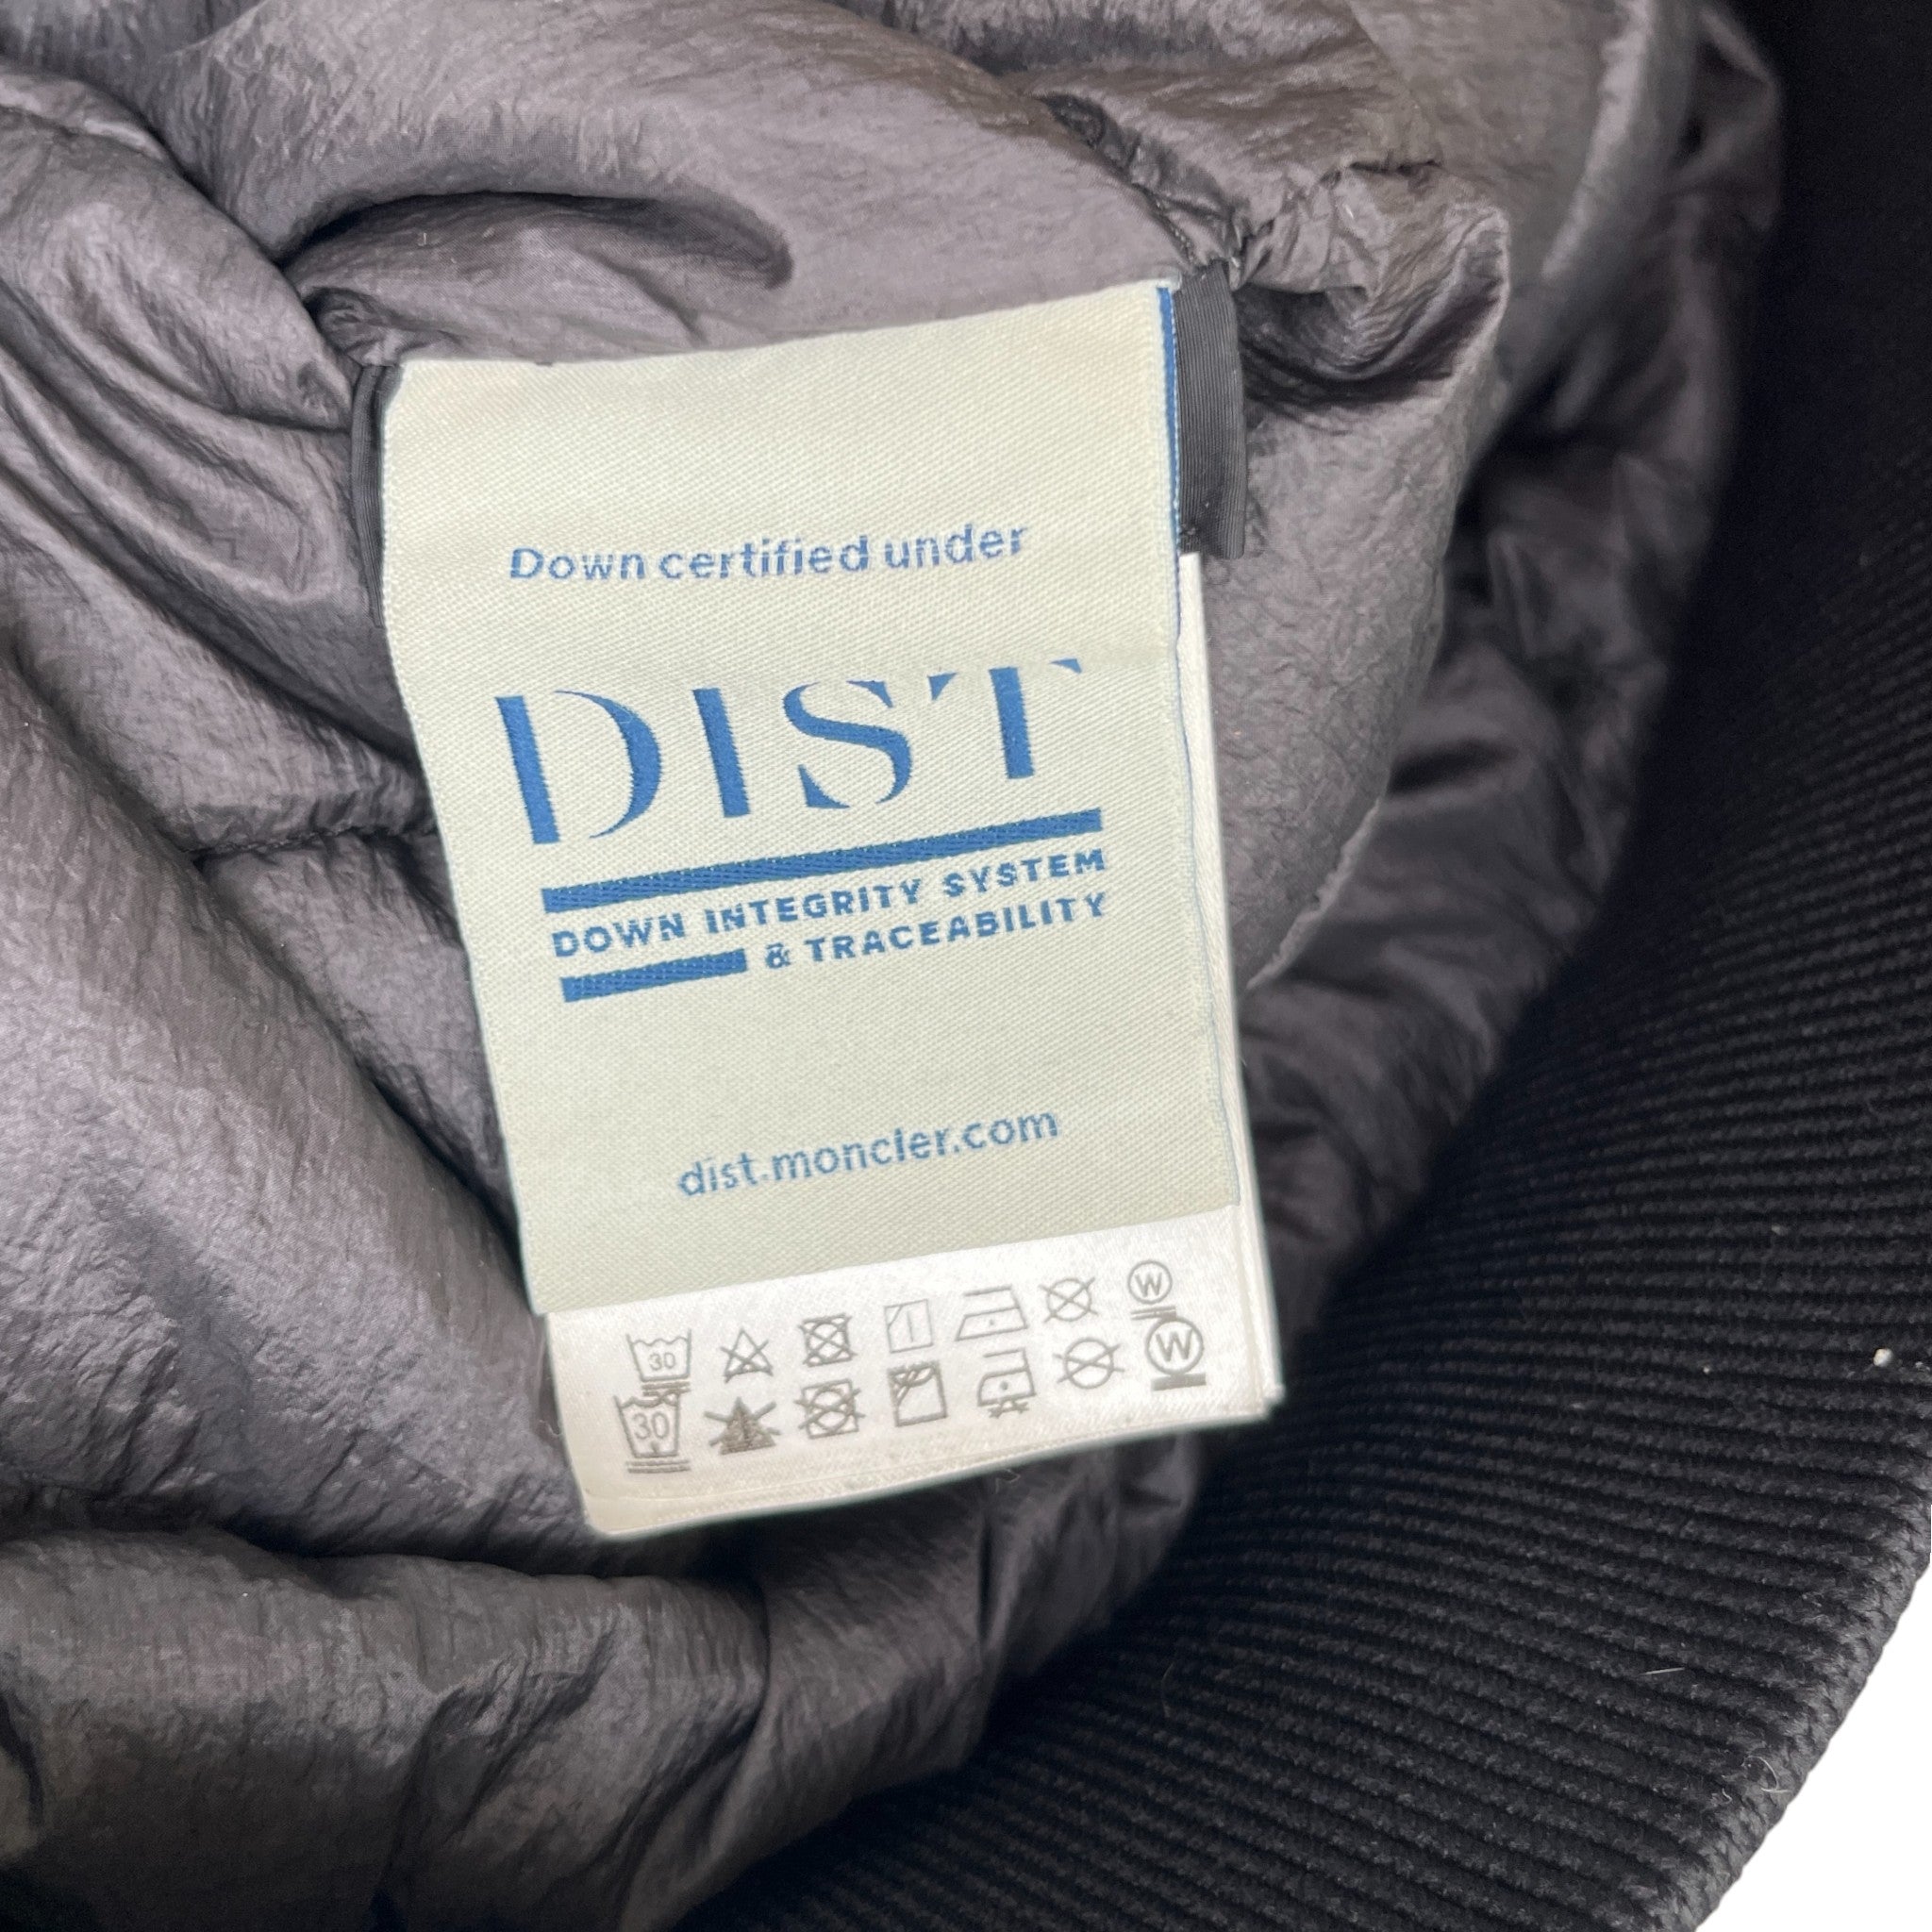 Down certified under
DIST
DOWN INTEGRITY SYSTEM
& TRACEABILITY
dist.moncler.com
30 W
30 W